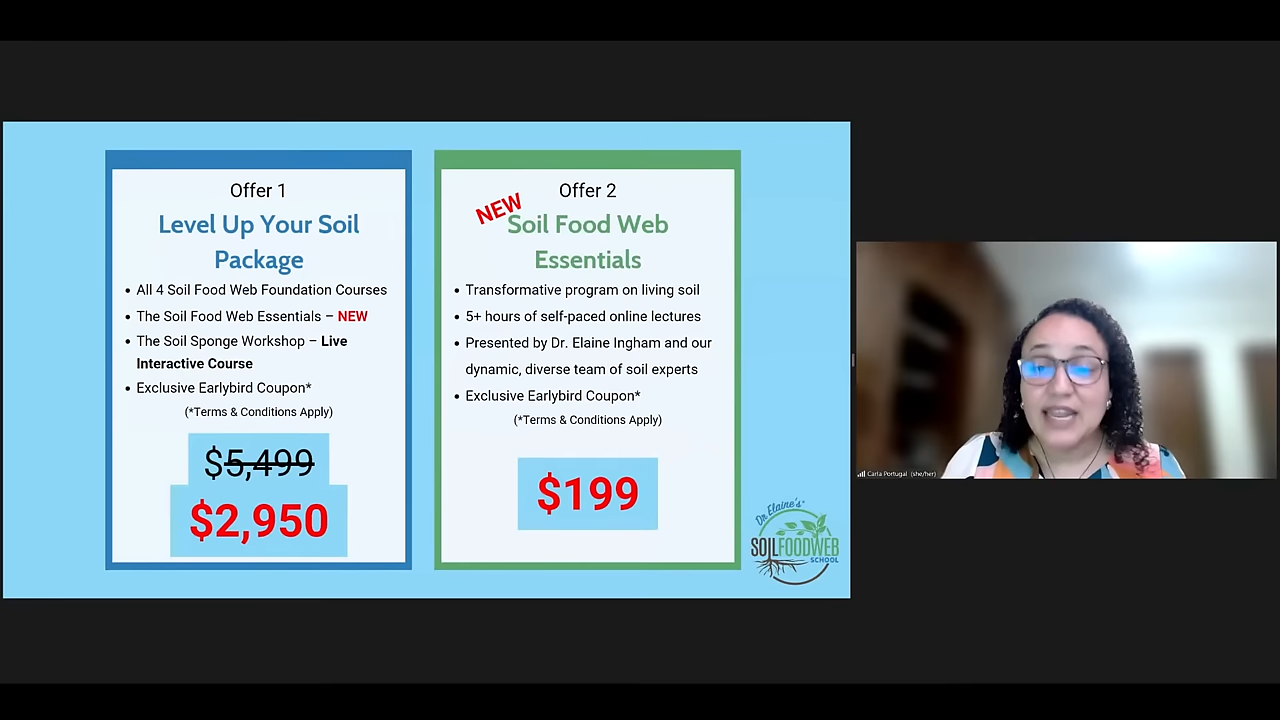 Offer 1
Level Up Your Soil
Package
• All 4 Soil Food Web Foundation Courses
• The Soil Food Web Essentials – NEW
• The Soil Sponge Workshop – Live
Interactive Course
• Exclusive Earlybird Coupon*
(*Terms & Conditions Apply)
$5,499
$2,950
Offer 2
NEW
Soil Food Web
Essentials
• Transformative program on living soil
• 5+ hours of self-paced online lectures
• Presented by Dr. Elaine Ingham and our
dynamic, diverse team of soil experts
• Exclusive Earlybird Coupon*
(*Terms & Conditions Apply)
$199
Dr. Elaine's
SOILFOODWEB
SCHOOL
Carla Portugal (she/her)